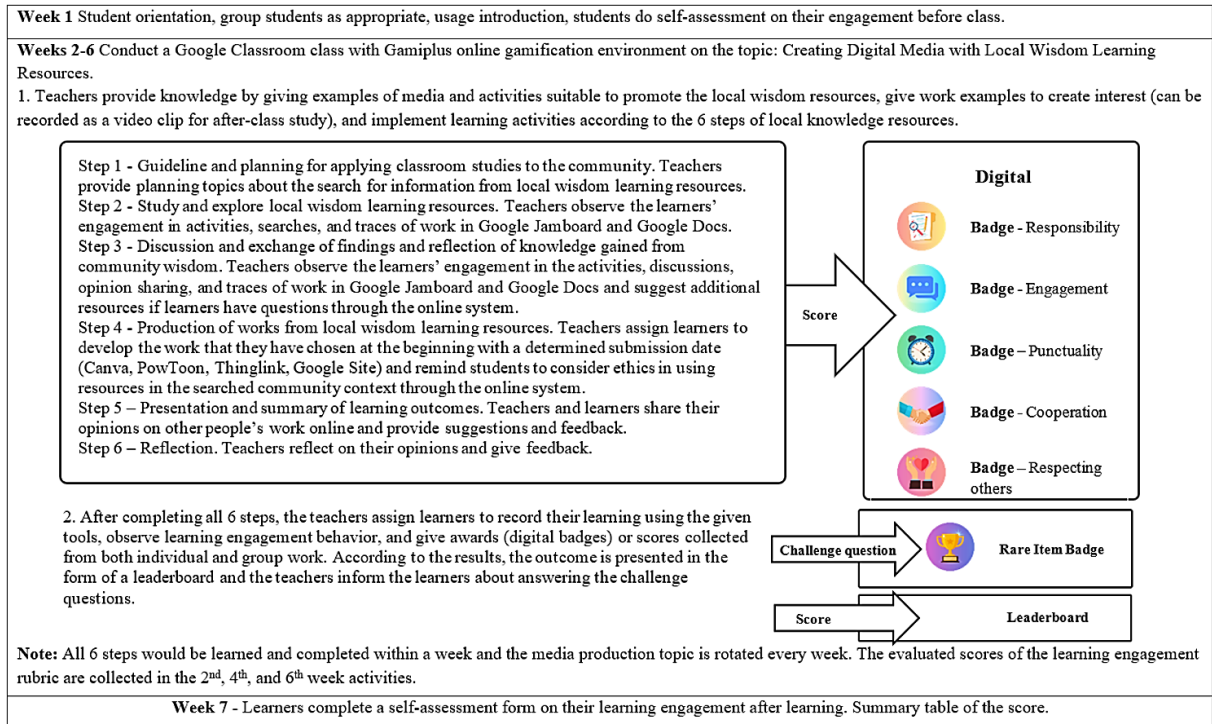 Week 1 Student orientation, group students as appropriate, usage introduction, students do self-assessment on their engagement before class.
Weeks 2-6 Conduct a Google Classroom class with Gamiplus online gamification environment on the topic: Creating Digital Media with Local Wisdom Learning
Resources.
1. Teachers provide knowledge by giving examples of media and activities suitable to promote the local wisdom resources, give work examples to create interest (can be
recorded as a video clip for after-class study), and implement learning activities according to the 6 steps of local knowledge resources.
Step 1 - Guideline and planning for applying classroom studies to the community. Teachers
provide planning topics about the search for information from local wisdom learning resources.
Step 2 - Study and explore local wisdom learning resources. Teachers observe the learners’
engagement in activities, searches, and traces of work in Google Jamboard and Google Docs.
Step 3 - Discussion and exchange of findings and reflection of knowledge gained from
community wisdom. Teachers observe the learners’ engagement in the activities, discussions,
opinion sharing, and traces of work in Google Jamboard and Google Docs and suggest additional
resources if learners have questions through the online system.
Step 4 - Production of works from local wisdom learning resources. Teachers assign learners to
develop the work that they have chosen at the beginning with a determined submission date
(Canva, PowToon, Thinglink, Google Site) and remind students to consider ethics in using
resources in the searched community context through the online system.
Step 5 – Presentation and summary of learning outcomes. Teachers and learners share their
opinions on other people’s work online and provide suggestions and feedback.
Step 6 – Reflection. Teachers reflect on their opinions and give feedback.
Score
Digital
Badge - Responsibility
Badge - Engagement
Badge – Punctuality
Badge - Cooperation
Badge – Respecting
others
2. After completing all 6 steps, the teachers assign learners to record their learning using the given
tools, observe learning engagement behavior, and give awards (digital badges) or scores collected
from both individual and group work. According to the results, the outcome is presented in the
form of a leaderboard and the teachers inform the learners about answering the challenge
questions.
Challenge question
Rare Item Badge
Score
Leaderboard
Note: All 6 steps would be learned and completed within a week and the media production topic is rotated every week. The evaluated scores of the learning engagement
rubric are collected in the 2nd, 4th, and 6th week activities.
Week 7 - Learners complete a self-assessment form on their learning engagement after learning. Summary table of the score.